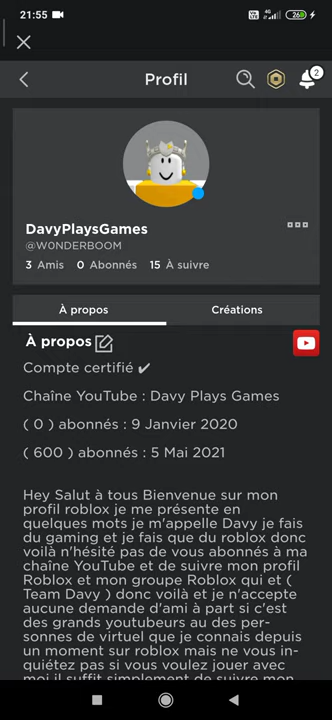 21:55
4G
26
Profil
2
DavyPlaysGames
@W0NDERBOOM
3 Amis 0 Abonnés 15 À suivre
À propos Créations
À propos
Compte certifié ✓
Chaîne YouTube : Davy Plays Games
( 0 ) abonnés : 9 Janvier 2020
( 600 ) abonnés : 5 Mai 2021
Hey Salut à tous Bienvenue sur mon
profil roblox je me présente en
quelques mots je m'appelle Davy je fais
du gaming et je fais que du roblox donc
voilà n'hésité pas de vous abonnés à ma
chaîne YouTube et de suivre mon profil
Roblox et mon groupe Roblox qui et (
Team Davy ) donc voilà et je n'accepte
aucune demande d'ami à part si c'est
des grands youtubeurs au des per-
sonnes de virtuel que je connais depuis
un moment sur roblox mais ne vous in-
quiétez pas si vous voulez jouer avec
moi il suffit simplement de suivre mon